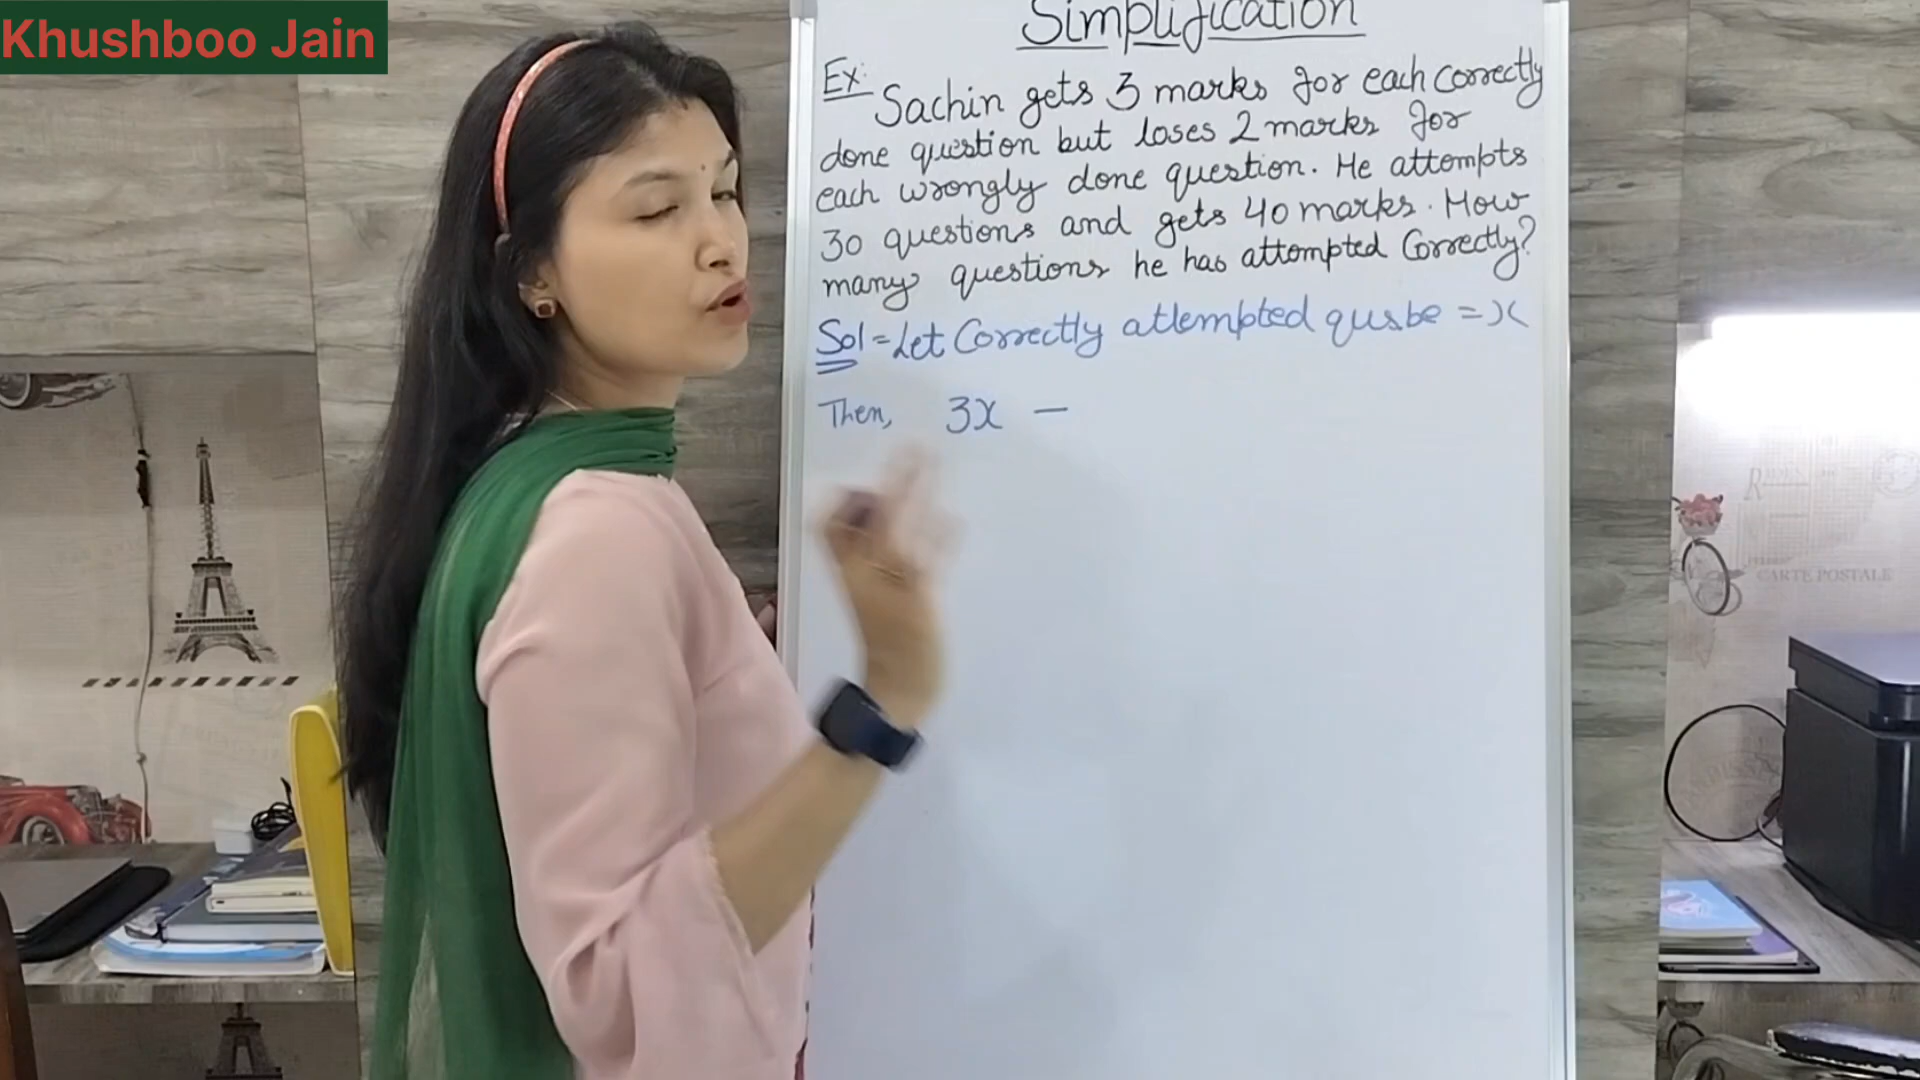 Khushboo Jain
Simplification
Ex: Sachin gets 3 marks for each correctly
done question but loses 2 marks for
each wrongly done question. He attempts
30 questions and gets 40 marks. How
many questions he has attempted Correctly?
Sol = Let Correctly attempted qus be = x
Then, 3x -
CARTE POSTALE